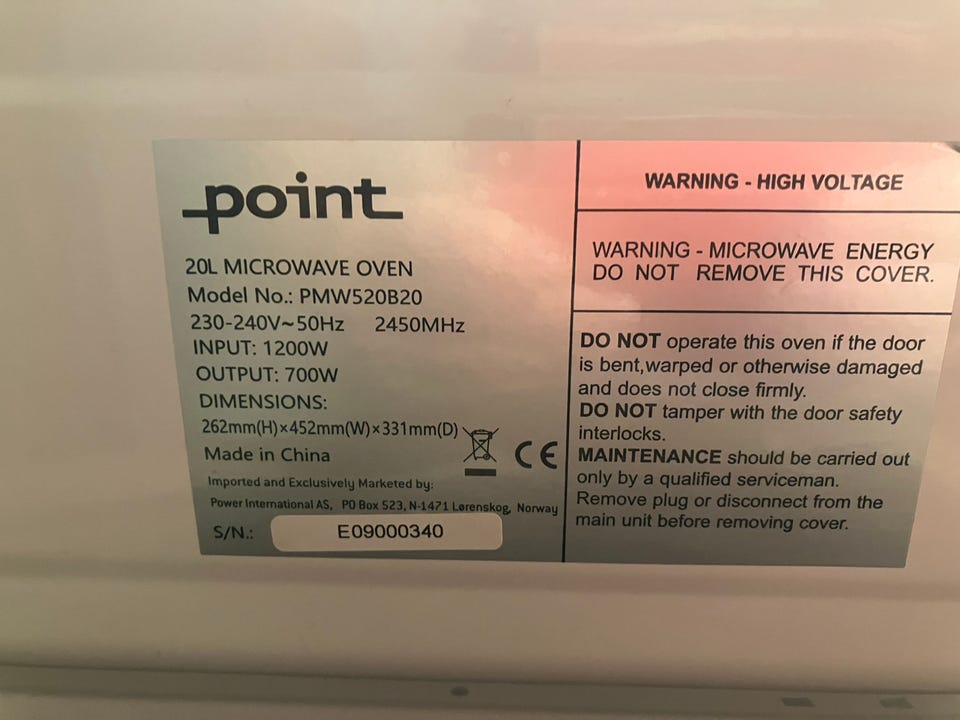 point
20L MICROWAVE OVEN
Model No.: PMW520B20
230-240V~50Hz 2450MHz
INPUT: 1200W
OUTPUT: 700W
DIMENSIONS:
262mm(H)×452mm(W)×331mm(D)
Made in China
CE
Imported and Exclusively Marketed by:
Power International AS, PO Box 523, N-1471 Lørenskog, Norway
S/N.: E09000340
WARNING - HIGH VOLTAGE
WARNING - MICROWAVE ENERGY
DO NOT REMOVE THIS COVER.
DO NOT operate this oven if the door
is bent,warped or otherwise damaged
and does not close firmly.
DO NOT tamper with the door safety
interlocks.
MAINTENANCE should be carried out
only by a qualified serviceman.
Remove plug or disconnect from the
main unit before removing cover.